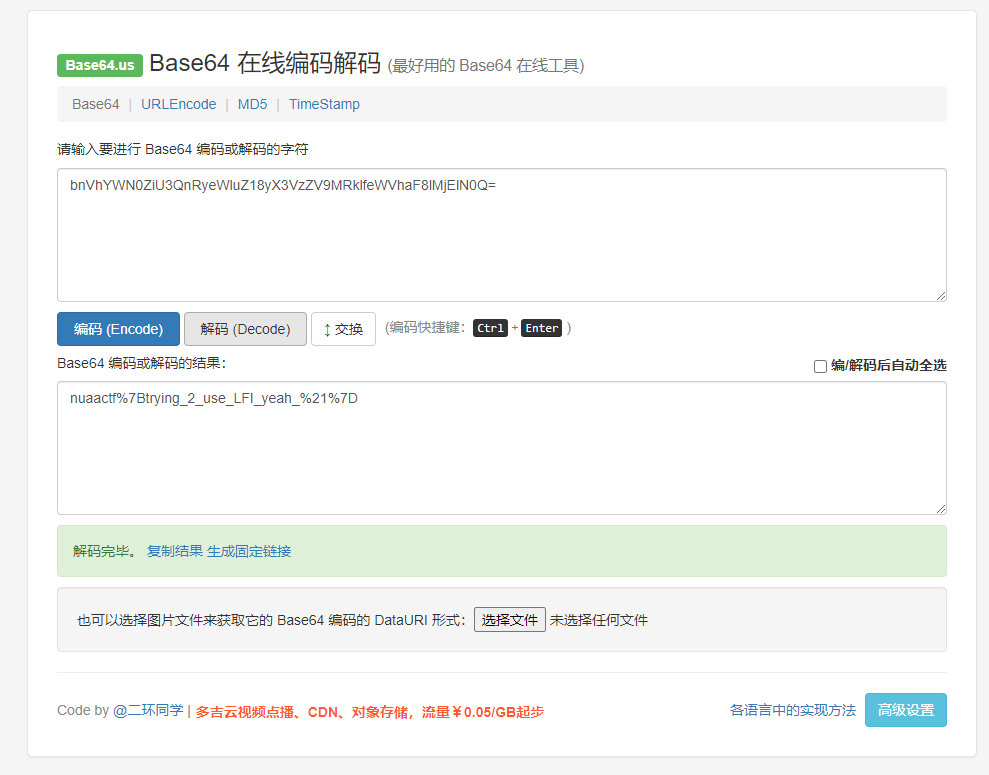 Base64.us Base64 在线编码解码 (最好用的 Base64 在线工具)
Base64 | URLEncode | MD5 | TimeStamp
请输入要进行 Base64 编码或解码的字符
bnVhYWN0ZiU3QnRyeWluZ18yX3VzZV9MRklfeWVhaF8lMjElN0Q=
编码 (Encode) 解码 (Decode) ↕ 交换 (编码快捷键: Ctrl + Enter )
Base64 编码或解码的结果: 编/解码后自动全选
nuaactf%7Btrying_2_use_LFI_yeah_%21%7D
解码完毕。 复制结果 生成固定链接
也可以选择图片文件来获取它的 Base64 编码的 DataURI 形式: 选择文件 未选择任何文件
Code by @二环同学 | 多吉云视频点播、CDN、对象存储，流量￥0.05/GB起步 各语言中的实现方法 高级设置